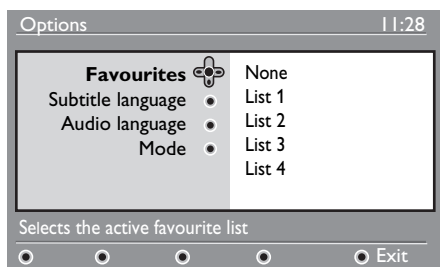 Options 11:28
Favourites None
Subtitle language List 1
Audio language List 2
Mode List 3
List 4
Selects the active favourite list
Exit